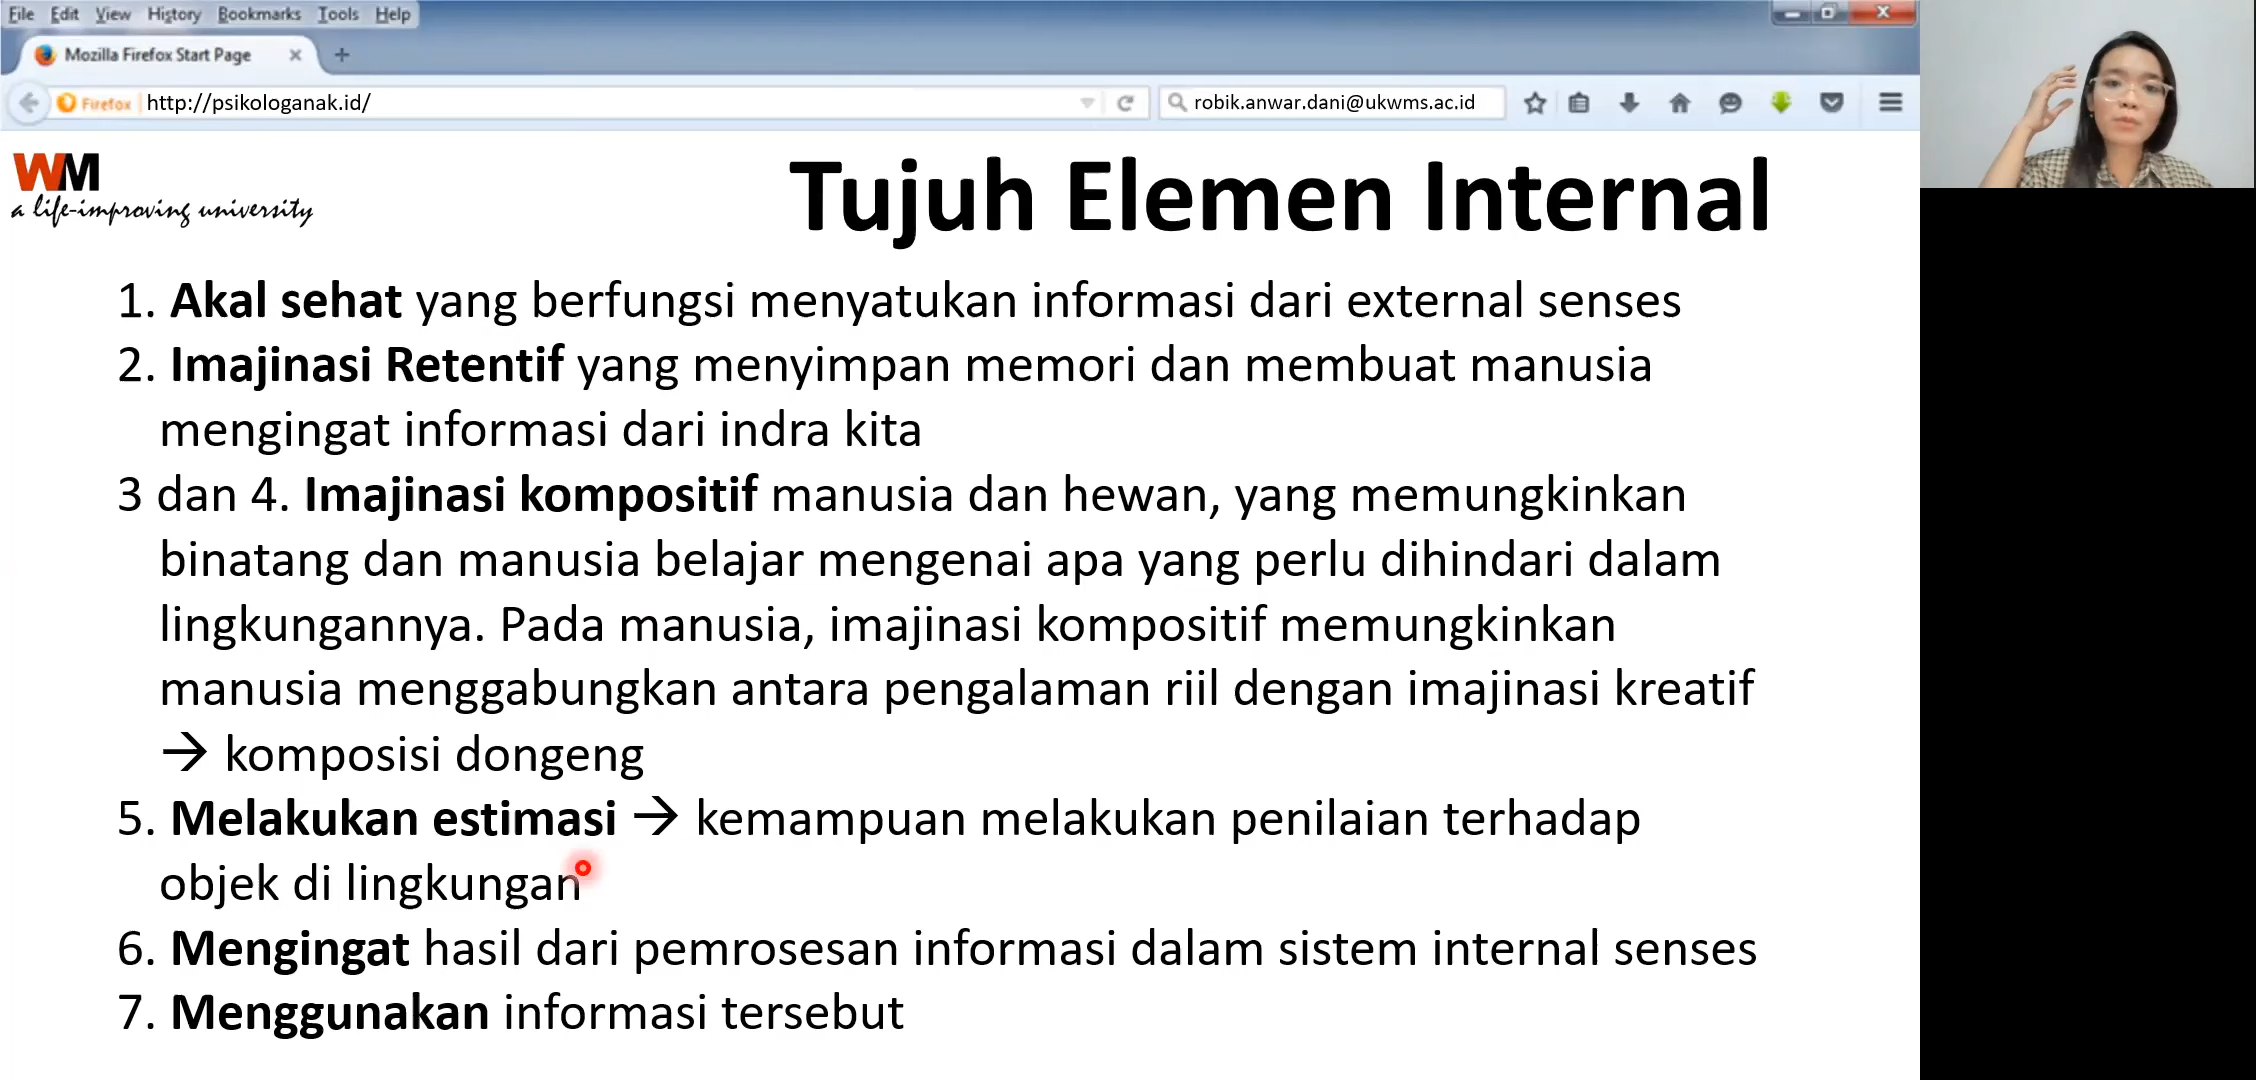 File Edit View History Bookmarks Tools Help
Mozilla Firefox Start Page
Firefox http://psikologanak.id/ robik.anwar.dani@ukwms.ac.id
WM
a life-improving university
Tujuh Elemen Internal
1. Akal sehat yang berfungsi menyatukan informasi dari external senses
2. Imajinasi Retentif yang menyimpan memori dan membuat manusia
mengingat informasi dari indra kita
3 dan 4. Imajinasi kompositif manusia dan hewan, yang memungkinkan
binatang dan manusia belajar mengenai apa yang perlu dihindari dalam
lingkungannya. Pada manusia, imajinasi kompositif memungkinkan
manusia menggabungkan antara pengalaman riil dengan imajinasi kreatif
→ komposisi dongeng
5. Melakukan estimasi → kemampuan melakukan penilaian terhadap
objek di lingkungan
6. Mengingat hasil dari pemrosesan informasi dalam sistem internal senses
7. Menggunakan informasi tersebut